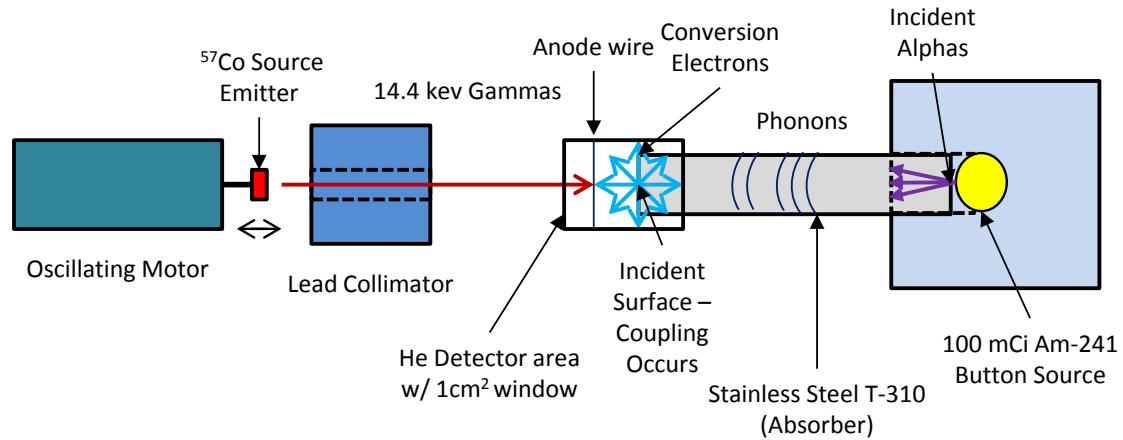 ⁵⁷Co Source
Emitter
14.4 kev Gammas
Anode wire
Conversion
Electrons
Incident
Alphas
Phonons
Oscillating Motor
Lead Collimator
He Detector area
w/ 1cm² window
Incident
Surface –
Coupling
Occurs
Stainless Steel T-310
(Absorber)
100 mCi Am-241
Button Source